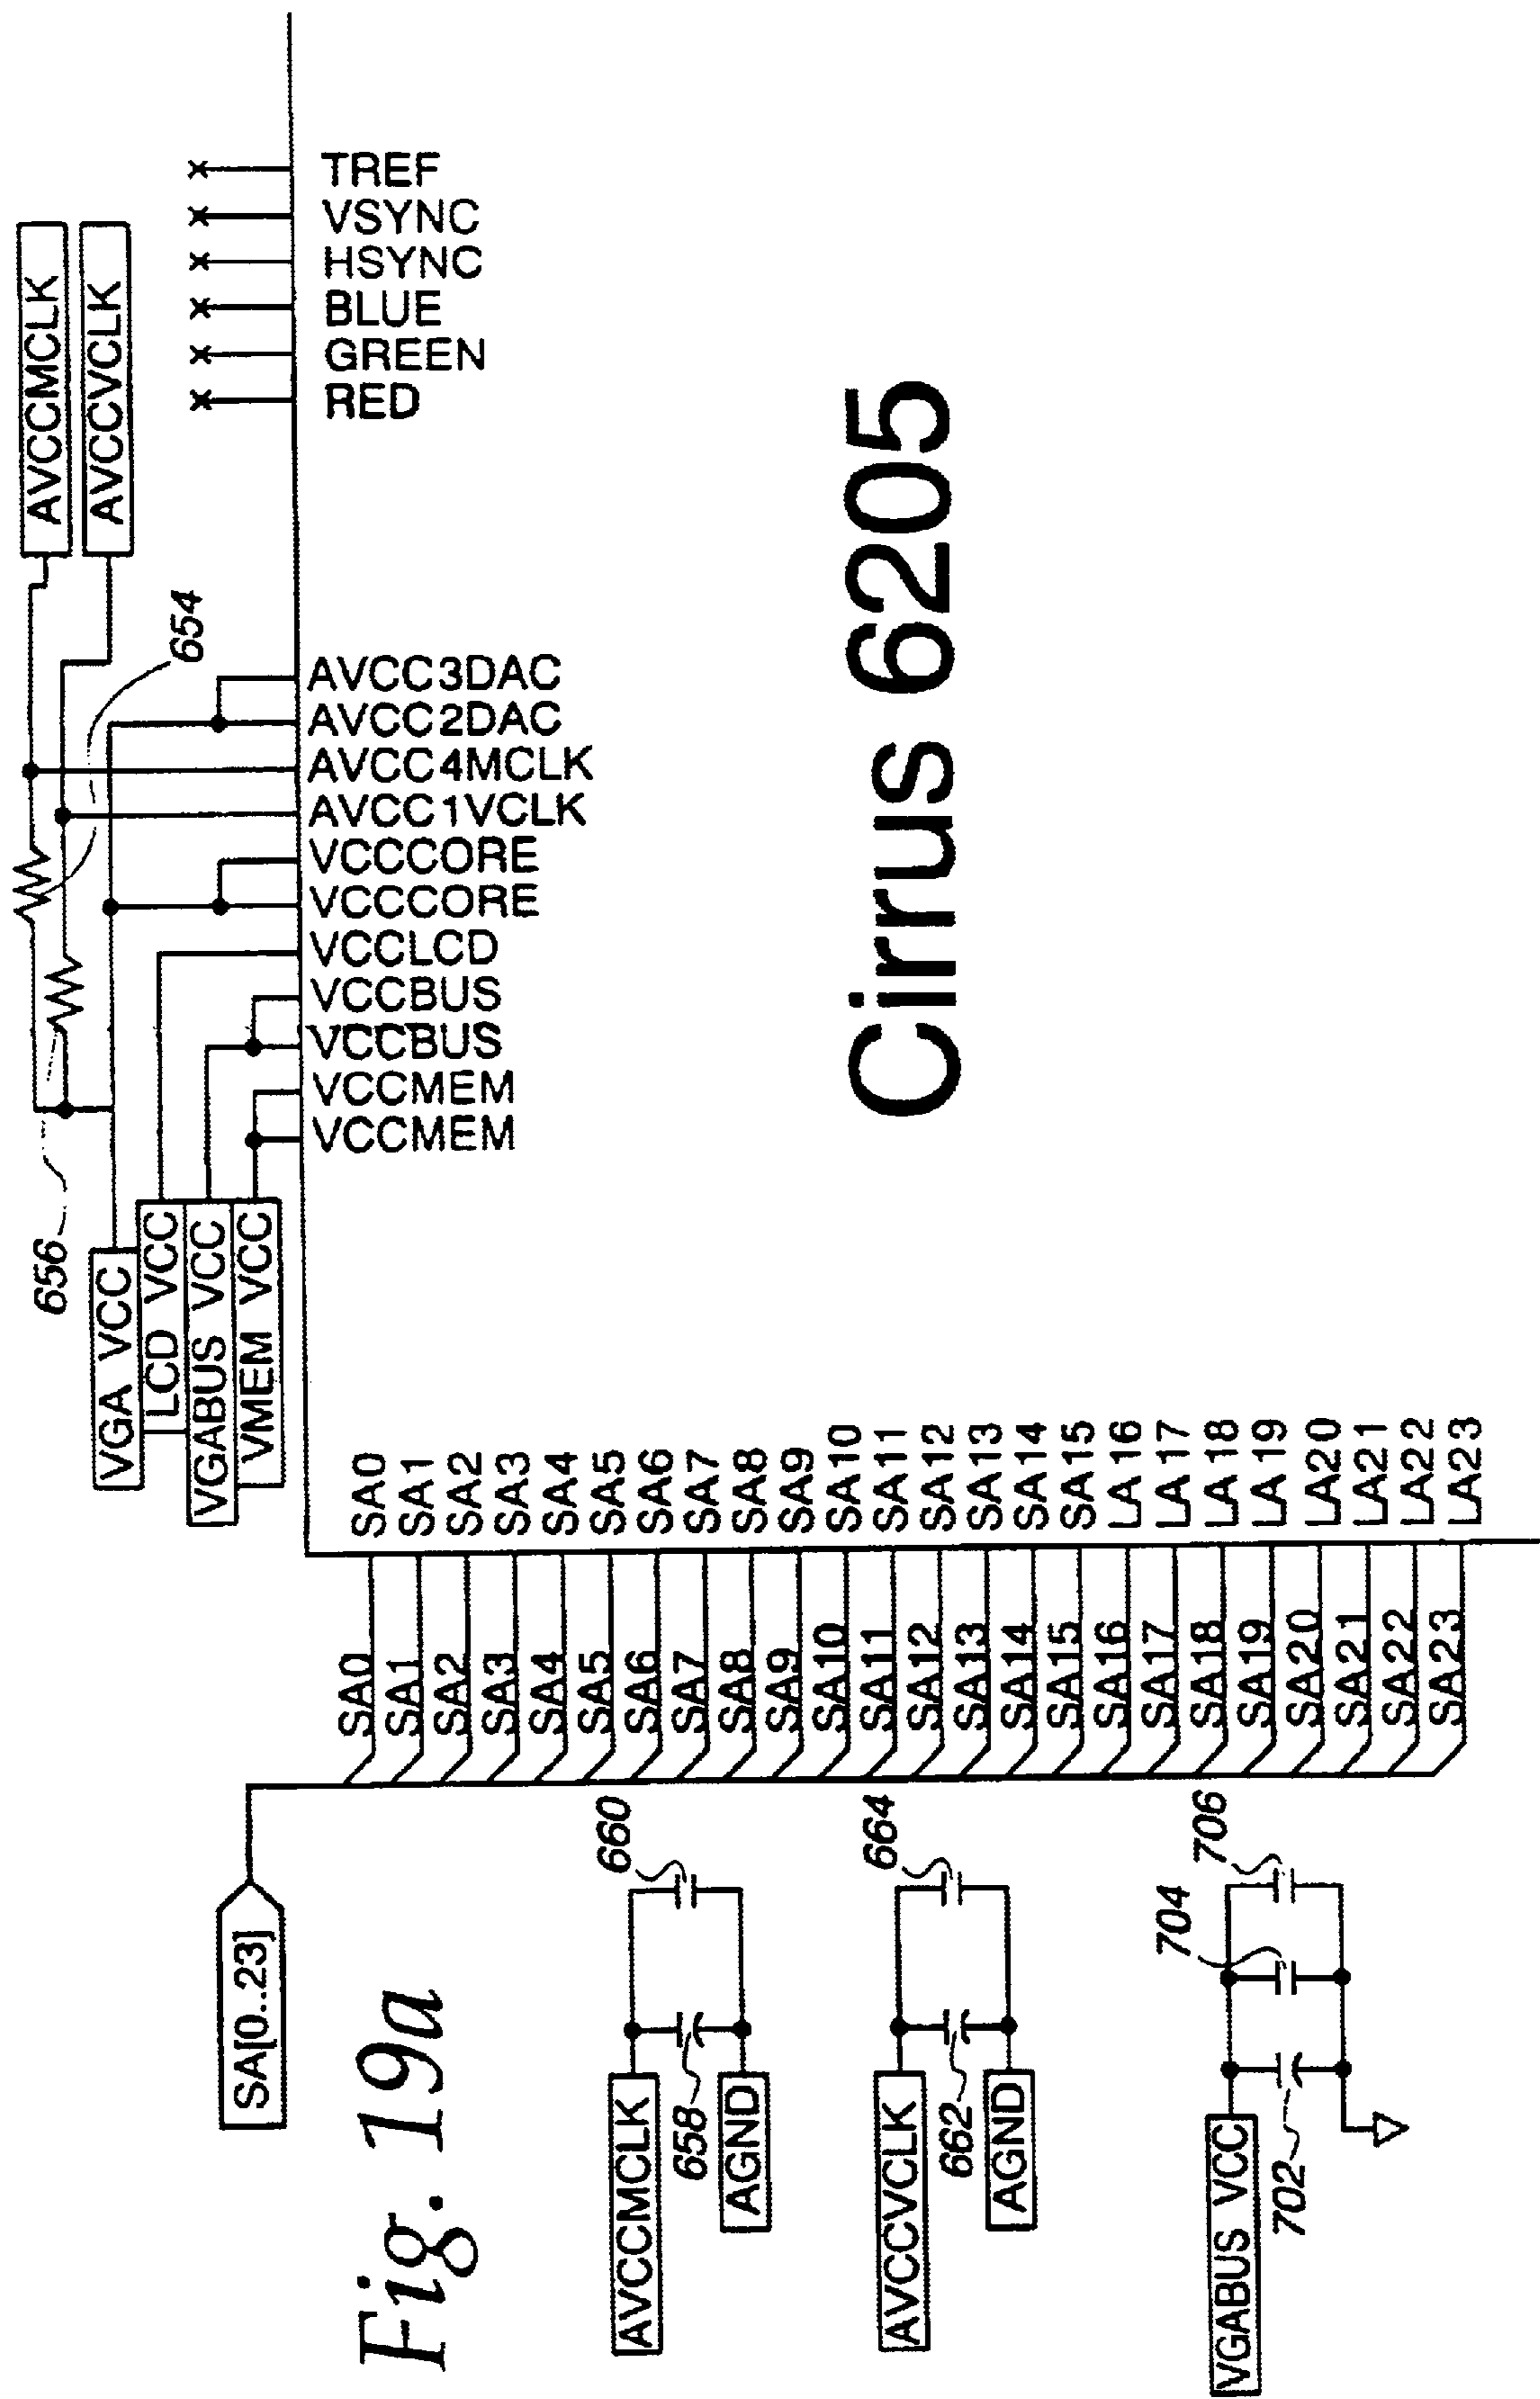 Fig. 19a
SA[0..23]
AVCCMCLK
658
660
AGND
AVCCVCLK
662
664
AGND
VGABUS VCC
702
704
706
SA0
SA1
SA2
SA3
SA4
SA5
SA6
SA7
SA8
SA9
SA10
SA11
SA12
SA13
SA14
SA15
SA16
SA17
SA18
SA19
SA20
SA21
SA22
SA23
SA0
SA1
SA2
SA3
SA4
SA5
SA6
SA7
SA8
SA9
SA10
SA11
SA12
SA13
SA14
SA15
LA16
LA17
LA18
LA19
LA20
LA21
LA22
LA23
656
VGA VCC
LCD VCC
VGABUS VCC
VMEM VCC
654
AVCCMCLK
AVCCVCLK
VCCMEM
VCCMEM
VCCBUS
VCCBUS
VCCLCD
VCCCORE
VCCCORE
AVCC1VCLK
AVCC4MCLK
AVCC2DAC
AVCC3DAC
RED
GREEN
BLUE
HSYNC
VSYNC
TREF
Cirrus 6205